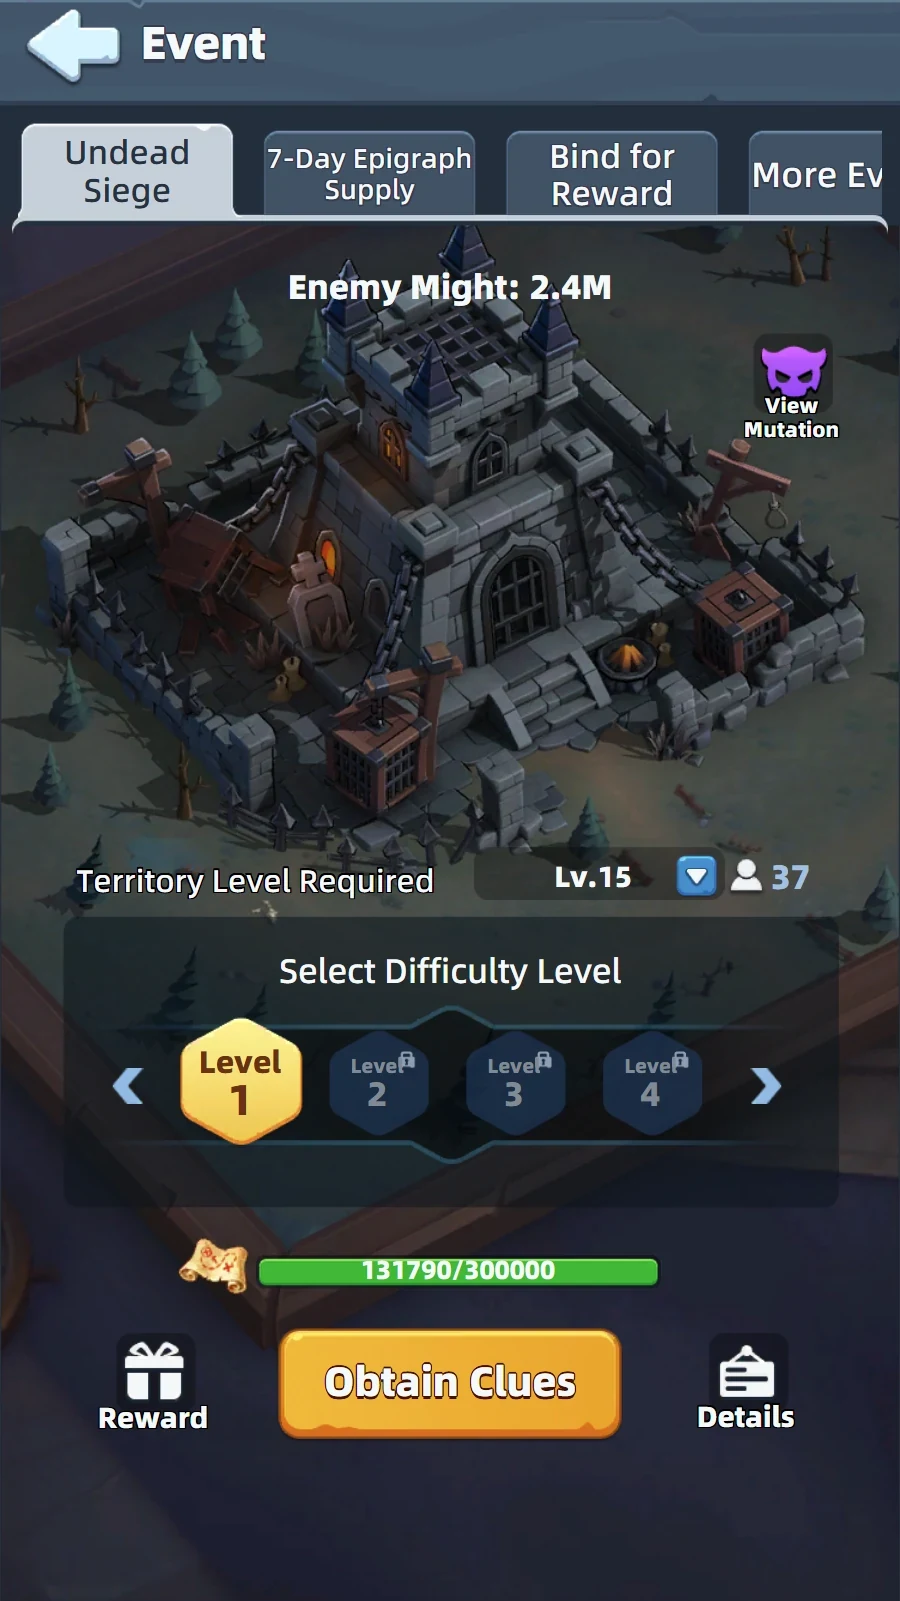 Event
Undead
Siege
7-Day Epigraph
Supply
Bind for
Reward
More Ev
Enemy Might: 2.4M
View
Mutation
Territory Level Required
Lv.15
37
Select Difficulty Level
Level
1
Level
2
Level
3
Level
4
131790/300000
Reward
Obtain Clues
Details